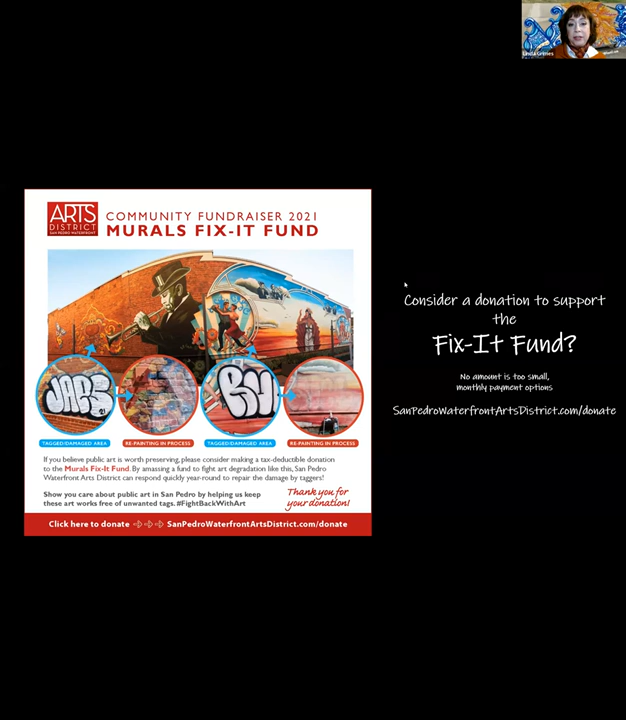 Linda Grimes
ARTS
DISTRICT
SAN PEDRO WATERFRONT
COMMUNITY FUNDRAISER 2021
MURALS FIX-IT FUND
TAGGED/DAMAGED AREA
RE-PAINTING IN PROCESS
TAGGED/DAMAGED AREA
RE-PAINTING IN PROCESS
If you believe public art is worth preserving, please consider making a tax-deductible donation
to the Murals Fix-It Fund. By amassing a fund to fight art degradation like this, San Pedro
Waterfront Arts District can respond quickly year-round to repair the damage by taggers!
Show you care about public art in San Pedro by helping us keep
these art works free of unwanted tags. #FightBackWithArt
Thank you for
your donation!
Click here to donate ➩ ➩ ➩ SanPedroWaterfrontArtsDistrict.com/donate
Consider a donation to support
the
Fix-It Fund?
No amount is too small,
monthly payment options
SanPedroWaterfrontArtsDistrict.com/donate